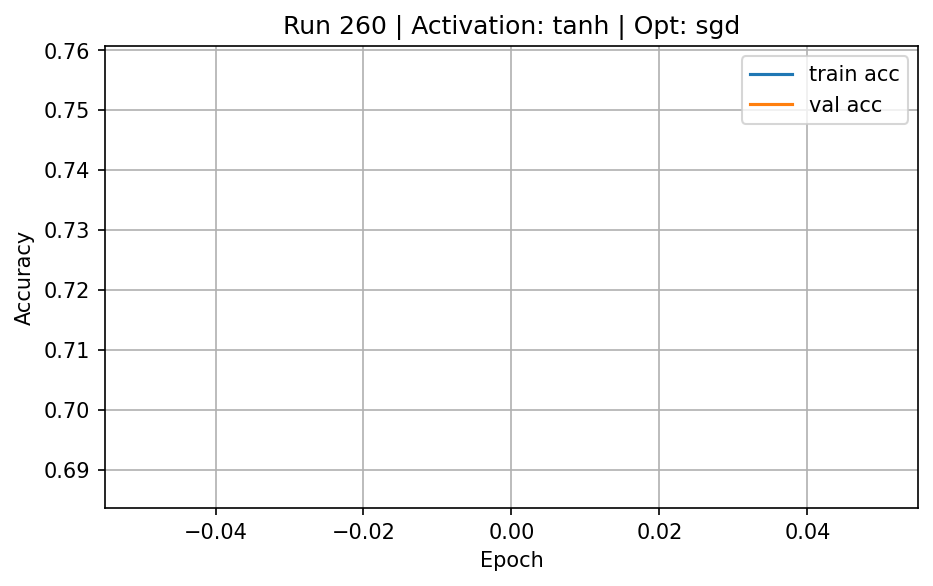 Run 260 | Activation: tanh | Opt: sgd
train acc
val acc
Accuracy
0.76
0.75
0.74
0.73
0.72
0.71
0.70
0.69
−0.04
−0.02
0.00
0.02
0.04
Epoch